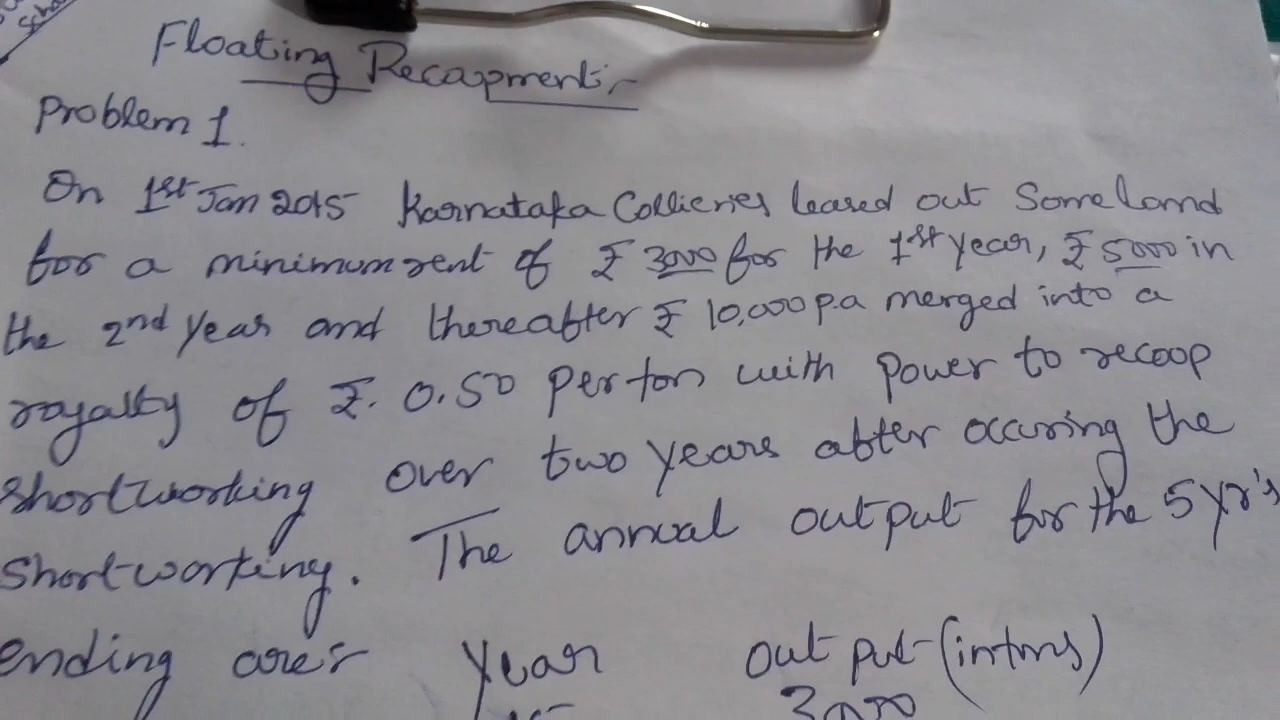 Scho
Floating Recapment:-
Problem 1.
On 1st Jan 2015 Karnataka Collieries leased out Some land
for a minimum rent of ₹ 3000 for the 1st year, ₹ 5000 in
the 2nd year and thereafter ₹ 10,000 p.a merged into a
royalty of ₹. 0.50 per ton with power to recoop
shortworking over two years after occuring the
shortworking. The annual output for the 5 yr's
ending are:- year output (in tons)